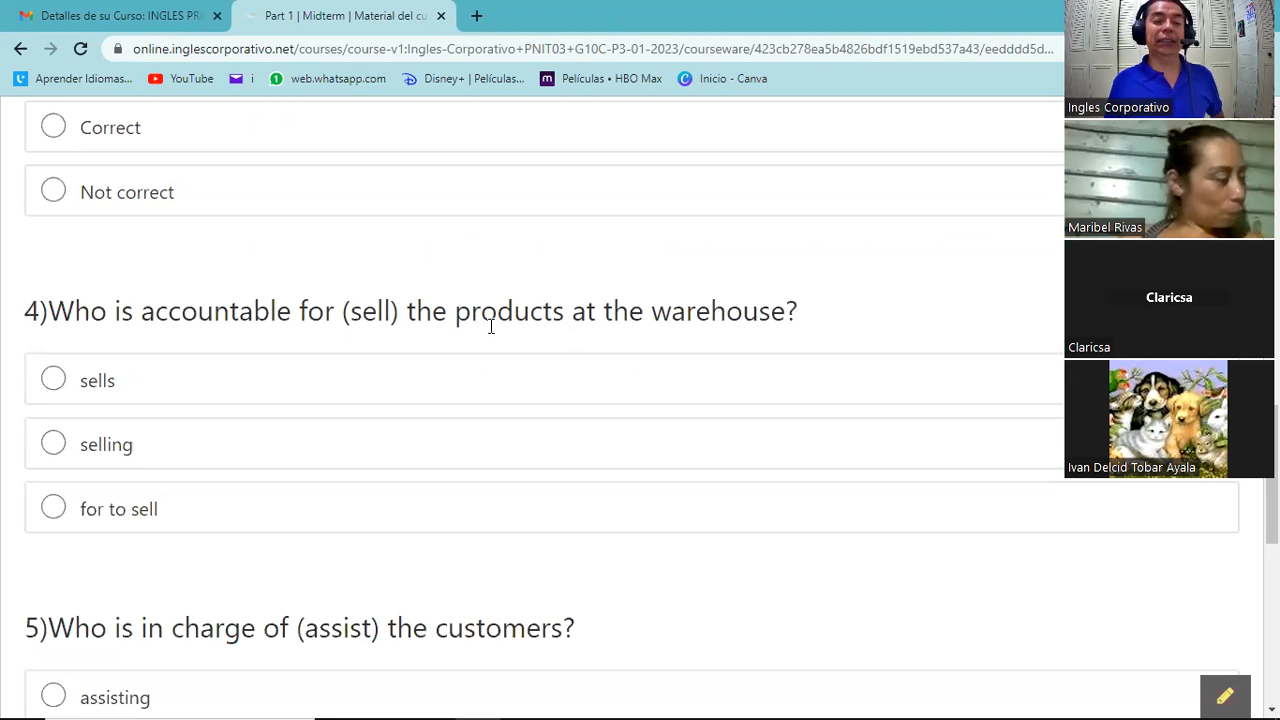 Detalles de su Curso: INGLES PRI
Part 1 | Midterm | Material del c
online.inglescorporativo.net/courses/course-v1:Ingles-Corporativo+PNIT03+G10C-P3-01-2023/courseware/423cb278ea5b4826bdf1519ebd537a43/eedddd5d...
Aprender Idiomas...
YouTube
i
web.whatsapp.com
Disney+ | Películas...
Películas • HBO Max
Inicio - Canva
Correct
Not correct
4)Who is accountable for (sell) the products at the warehouse?
sells
selling
for to sell
5)Who is in charge of (assist) the customers?
assisting
Ingles Corporativo
Maribel Rivas
Claricsa
Claricsa
Ivan Delcid Tobar Ayala